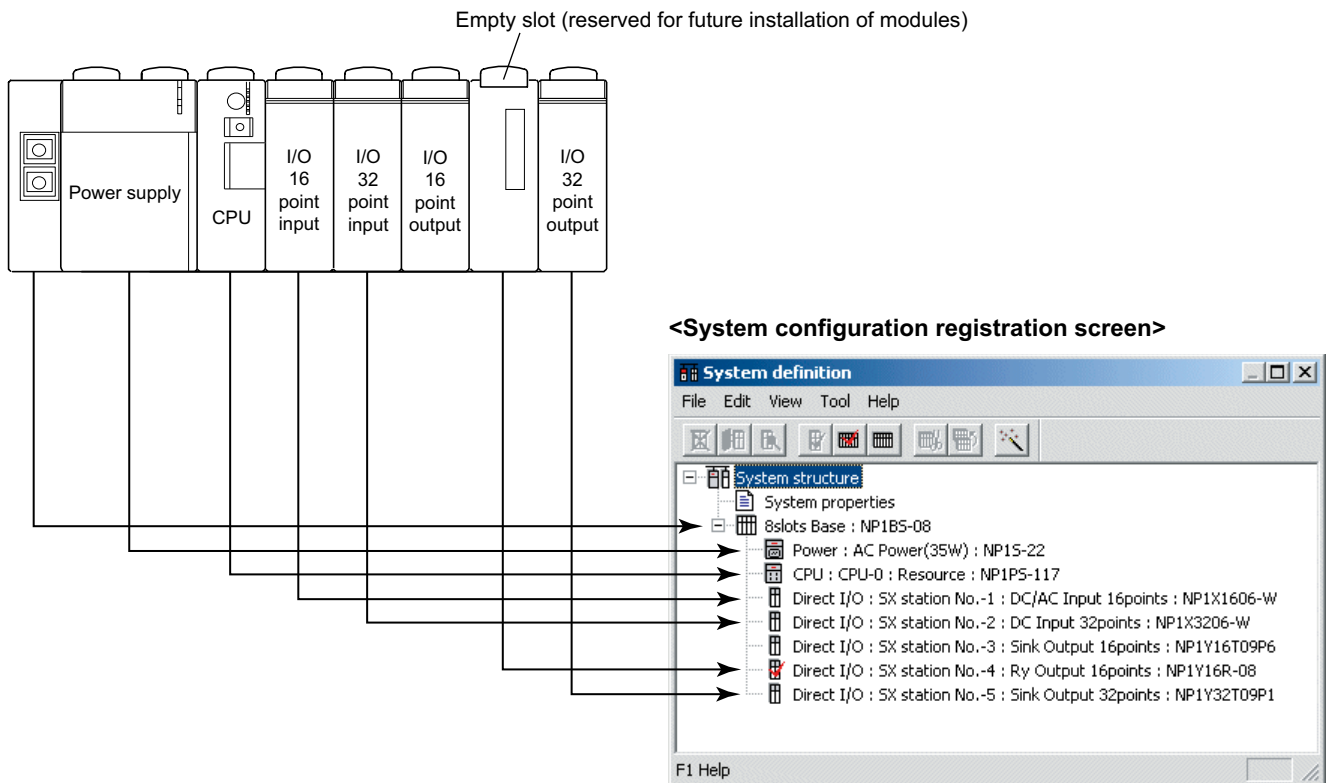 Empty slot (reserved for future installation of modules)
Power supply
CPU
I/O
16
point
input
I/O
32
point
input
I/O
16
point
output
I/O
32
point
output
<System configuration registration screen>
System definition
File Edit View Tool Help
System structure
System properties
8slots Base : NP1BS-08
Power : AC Power(35W) : NP1S-22
CPU : CPU-0 : Resource : NP1PS-117
Direct I/O : SX station No.-1 : DC/AC Input 16points : NP1X1606-W
Direct I/O : SX station No.-2 : DC Input 32points : NP1X3206-W
Direct I/O : SX station No.-3 : Sink Output 16points : NP1Y16T09P6
Direct I/O : SX station No.-4 : Ry Output 16points : NP1Y16R-08
Direct I/O : SX station No.-5 : Sink Output 32points : NP1Y32T09P1
F1 Help